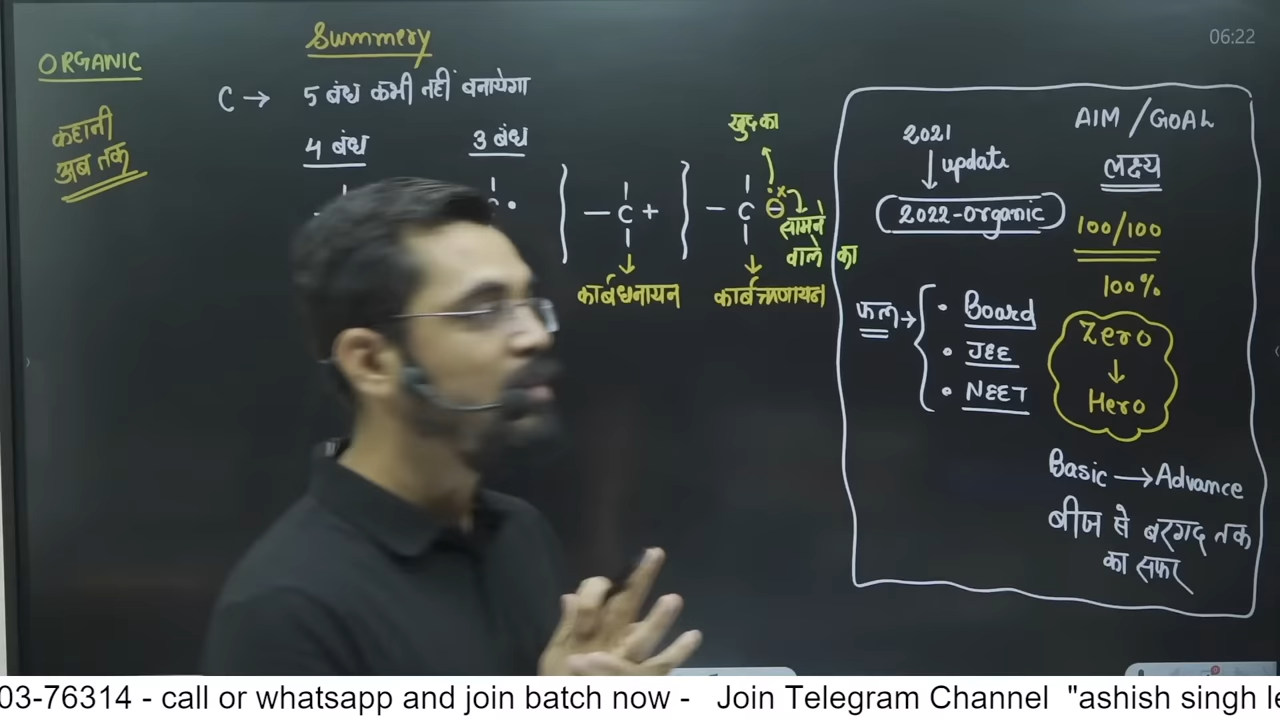 06:22
Summery
ORGANIC
कहानी
अब तक
C → 5 बंध कभी नहीं बनायेगा
4 बंध
3 बंध
C +
कार्बधनायन
खुद का
C ⊖
सामने
वाले का
कार्बऋणायन
AIM / GOAL
लक्ष्य
2021
↓ update
2022-organic
100/100
100%
फल →
• Board
• JEE
• NEET
Zero
↓
Hero
Basic → Advance
बीज से बरगद तक
का सफर
03-76314 - call or whatsapp and join batch now - Join Telegram Channel "ashish singh le